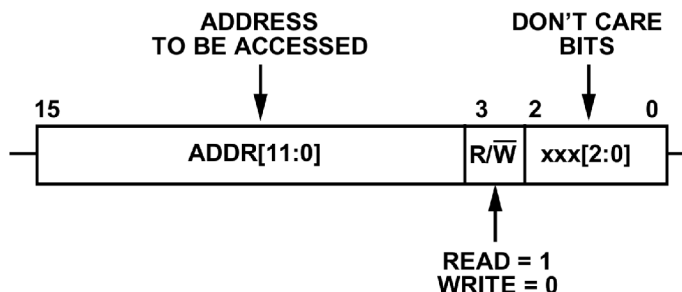 ADDRESS
TO BE ACCESSED
DON'T CARE
BITS
15 3 2 0
ADDR[11:0] R/W̅ xxx[2:0]
READ = 1
WRITE = 0